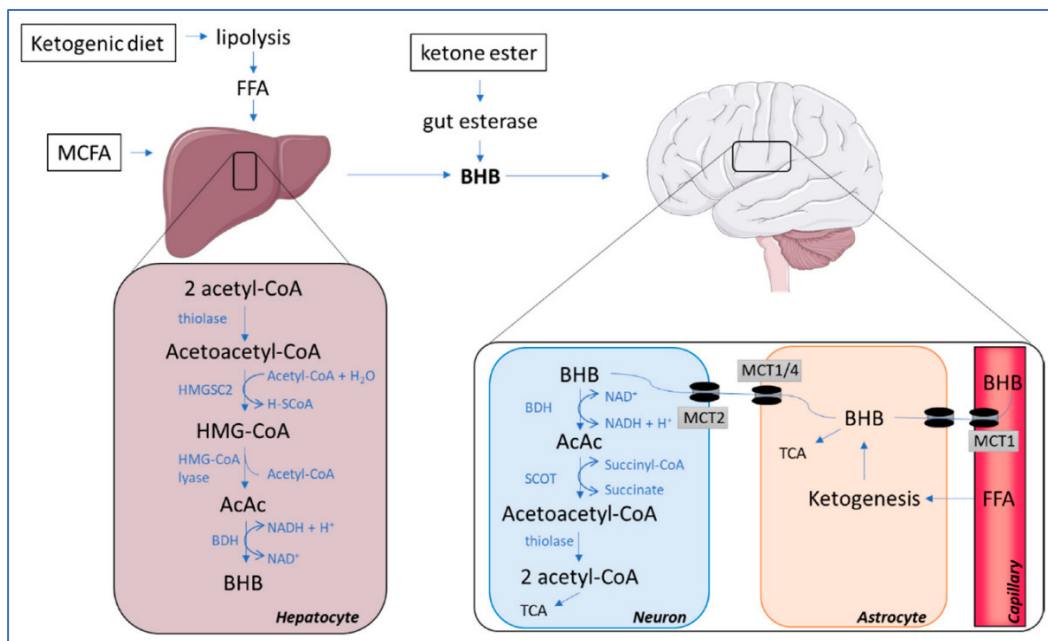 Ketogenic diet
lipolysis
FFA
MCFA
ketone ester
gut esterase
BHB
2 acetyl-CoA
thiolase
Acetoacetyl-CoA
HMGSC2
Acetyl-CoA + H₂O
H-SCoA
HMG-CoA
HMG-CoA
lyase
Acetyl-CoA
AcAc
BDH
NADH + H⁺
NAD⁺
BHB
Hepatocyte
BHB
BDH
NAD⁺
NADH + H⁺
AcAc
SCOT
Succinyl-CoA
Succinate
Acetoacetyl-CoA
thiolase
2 acetyl-CoA
TCA
Neuron
MCT2
MCT1/4
BHB
TCA
Ketogenesis
Astrocyte
BHB
MCT1
FFA
Capillary